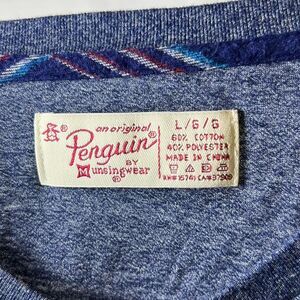 an original
Penguin®
BY
Munsingwear®
L/G/G
60% COTTON
40% POLYESTER
MADE IN CHINA